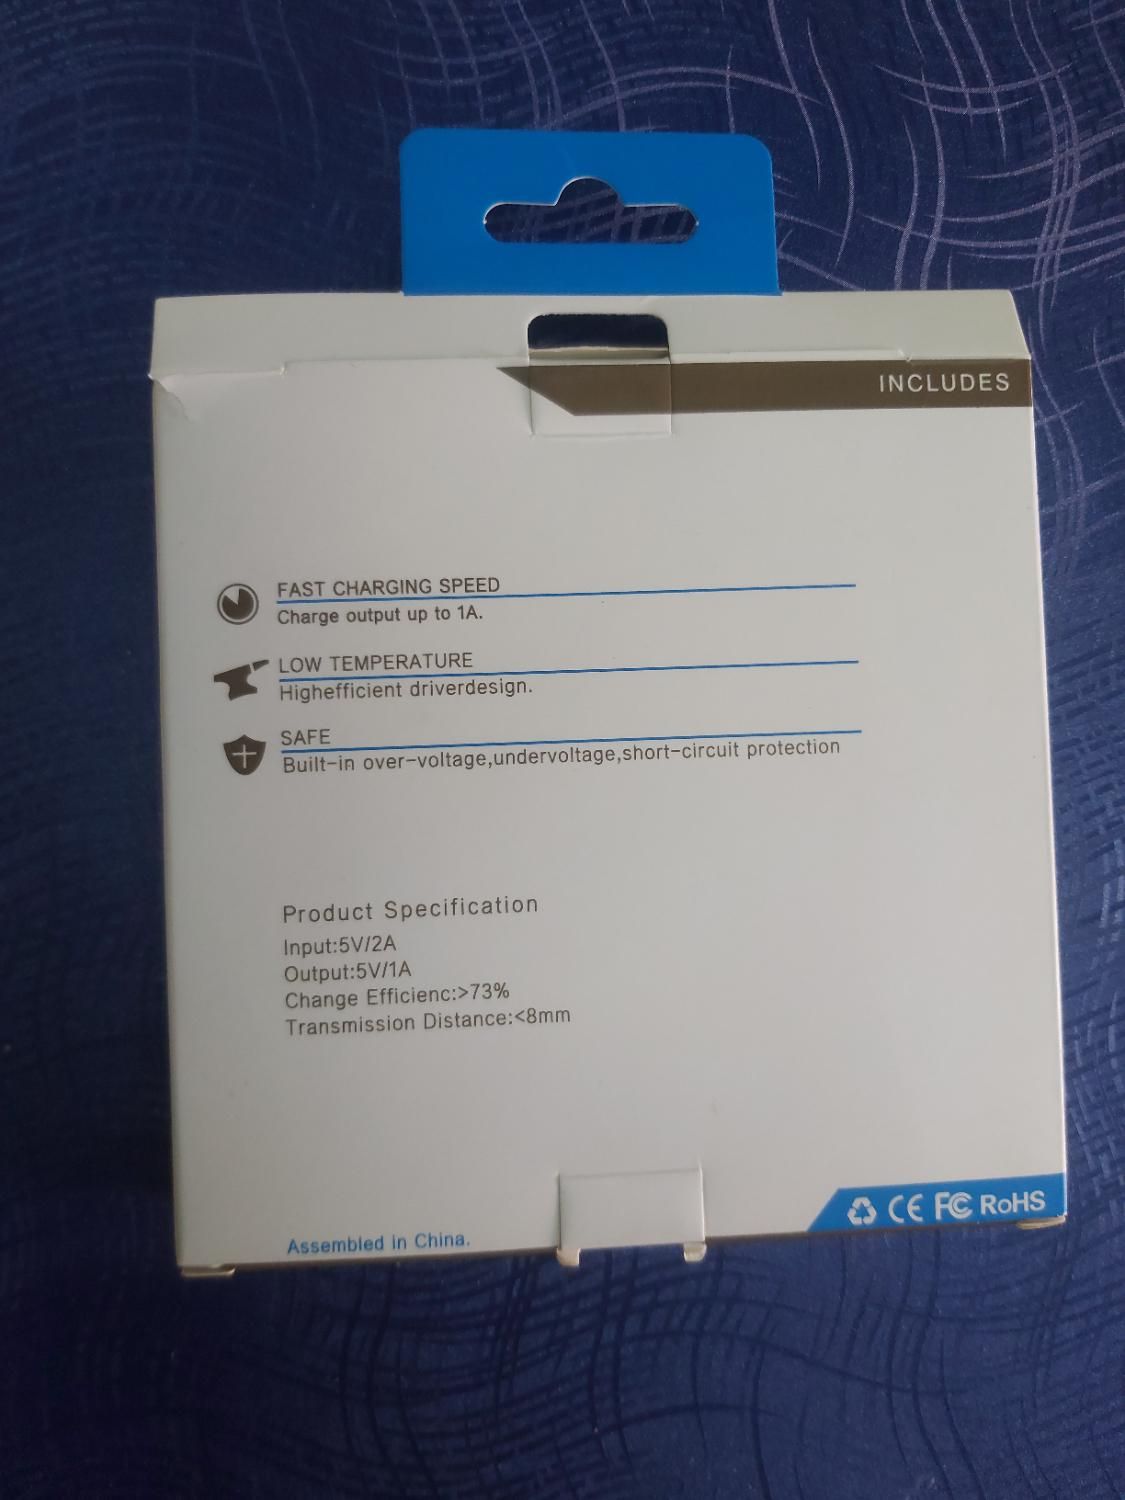 INCLUDES
FAST CHARGING SPEED
Charge output up to 1A.
LOW TEMPERATURE
Highefficient driverdesign.
SAFE
Built-in over-voltage,undervoltage,short-circuit protection
Product Specification
Input:5V/2A
Output:5V/1A
Change Efficienc:>73%
Transmission Distance:<8mm
Assembled in China.
CE FC RoHS